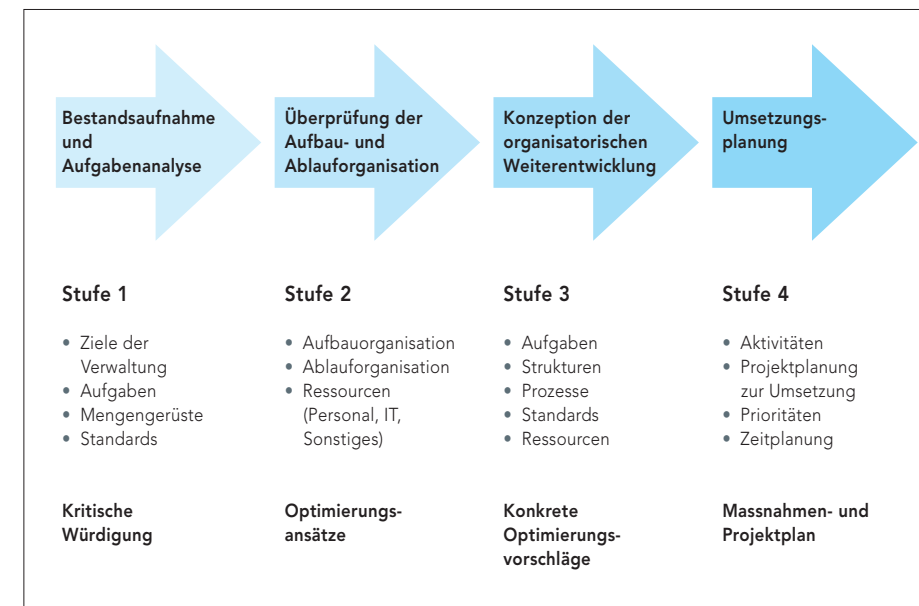 Bestandsaufnahme
und
Aufgabenanalyse
Überprüfung der
Aufbau- und
Ablauforganisation
Konzeption der
organisatorischen
Weiterentwicklung
Umsetzungs-
planung
Stufe 1
• Ziele der
Verwaltung
• Aufgaben
• Mengengerüste
• Standards
Kritische
Würdigung
Stufe 2
• Aufbauorganisation
• Ablauforganisation
• Ressourcen
(Personal, IT,
Sonstiges)
Optimierungs-
ansätze
Stufe 3
• Aufgaben
• Strukturen
• Prozesse
• Standards
• Ressourcen
Konkrete
Optimierungs-
vorschläge
Stufe 4
• Aktivitäten
• Projektplanung
zur Umsetzung
• Prioritäten
• Zeitplanung
Massnahmen- und
Projektplan